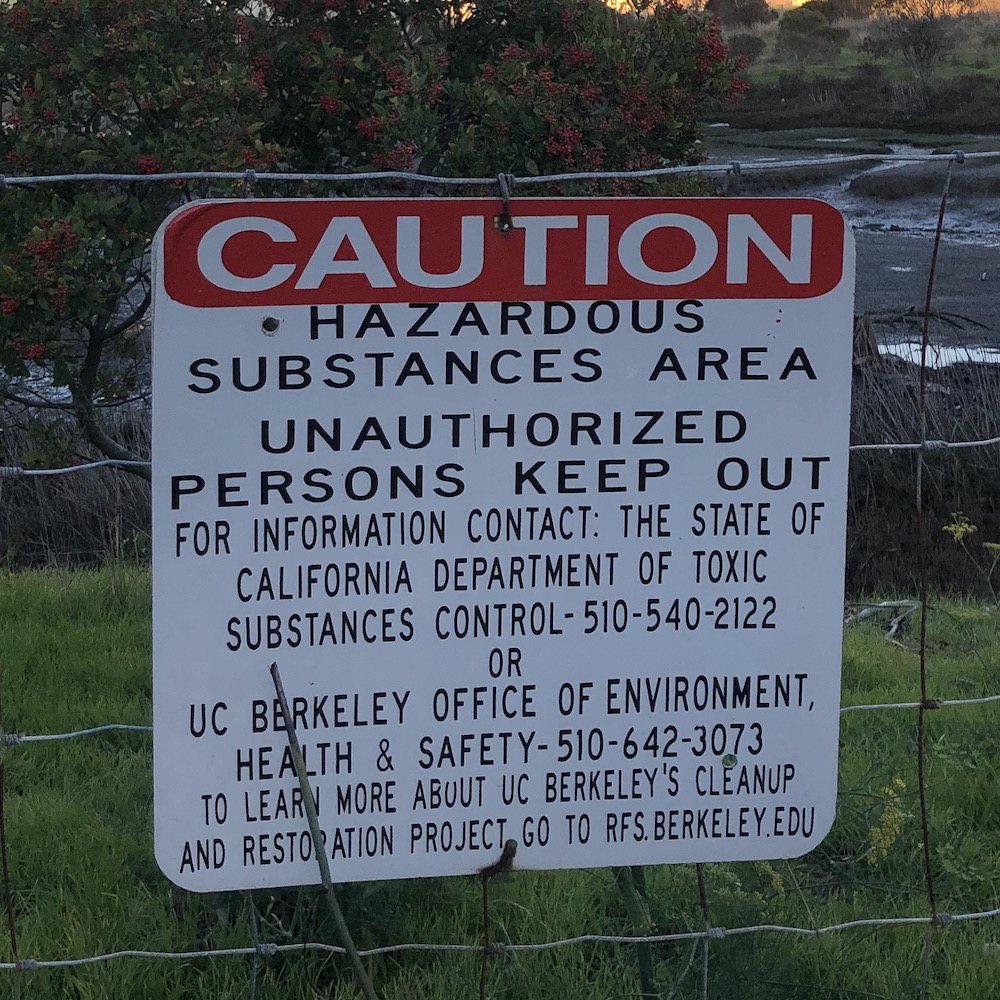 CAUTION
HAZARDOUS
SUBSTANCES AREA
UNAUTHORIZED
PERSONS KEEP OUT
FOR INFORMATION CONTACT: THE STATE OF
CALIFORNIA DEPARTMENT OF TOXIC
SUBSTANCES CONTROL-510-540-2122
OR
UC BERKELEY OFFICE OF ENVIRONMENT,
HEALTH & SAFETY-510-642-3073
TO LEARN MORE ABOUT UC BERKELEY'S CLEANUP
AND RESTORATION PROJECT GO TO RFS.BERKELEY.EDU